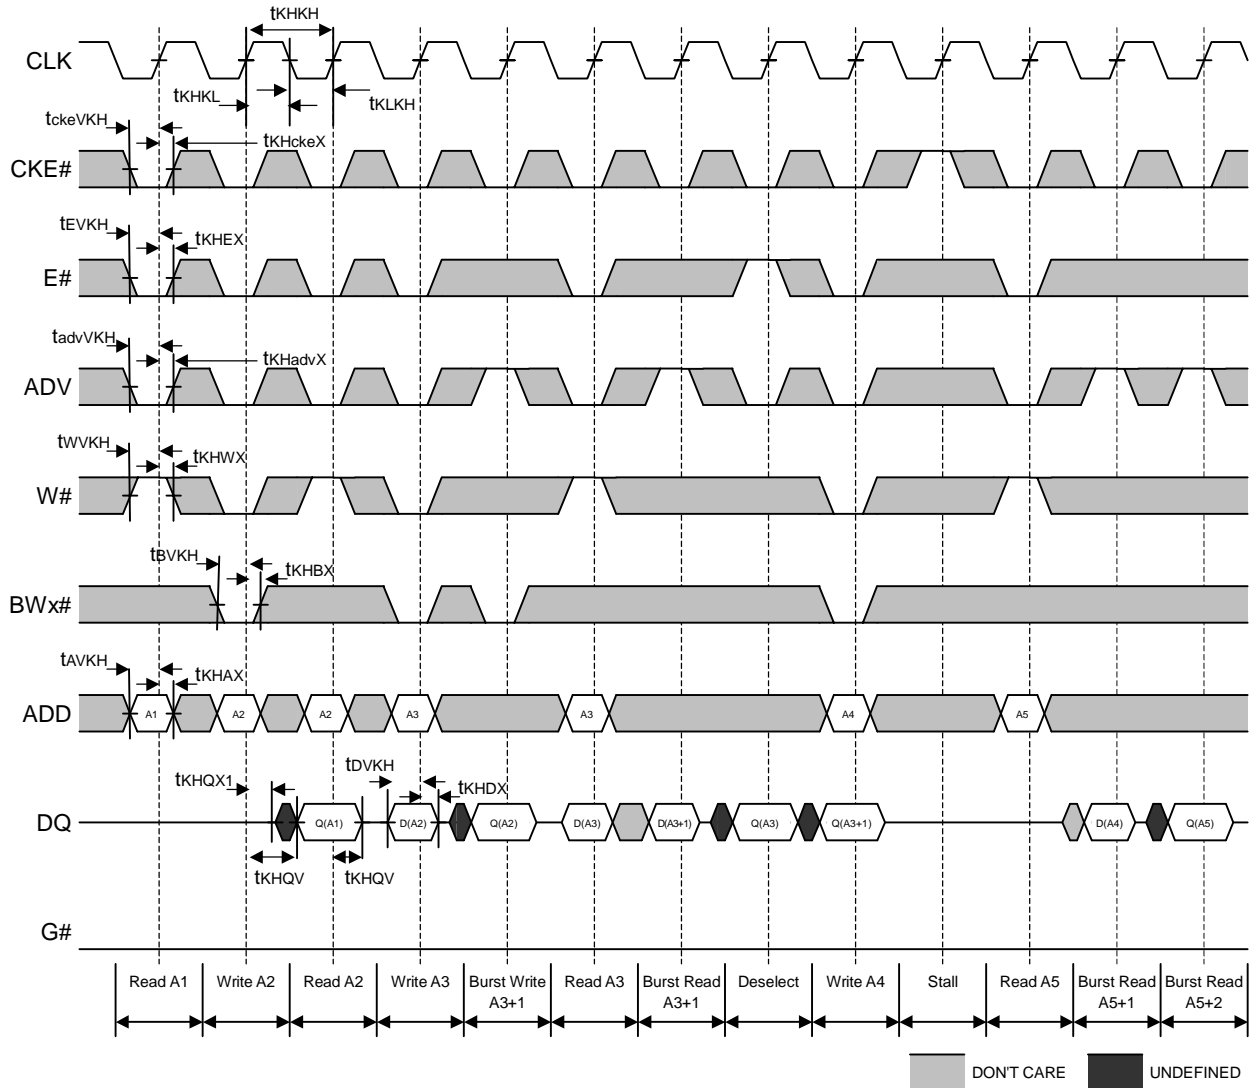 tKHKH
CLK
tKHKL
tKLKH
tckeVKH
tKHckeX
CKE#
tEVKH
tKHEX
E#
tadvVKH
tKHadvX
ADV
tWVKH
tKHWX
W#
tBVKH
tKHBX
BWx#
tAVKH
tKHAX
ADD
A1
A2
A2
A3
A3
A4
A5
tKHQX1
tDVKH
tKHDX
DQ
Q(A1)
D(A2)
Q(A2)
D(A3)
D(A3+1)
Q(A3)
Q(A3+1)
D(A4)
Q(A5)
tKHQV
tKHQV
G#
Read A1
Write A2
Read A2
Write A3
Burst Write
A3+1
Read A3
Burst Read
A3+1
Deselect
Write A4
Stall
Read A5
Burst Read
A5+1
Burst Read
A5+2
DON'T CARE
UNDEFINED